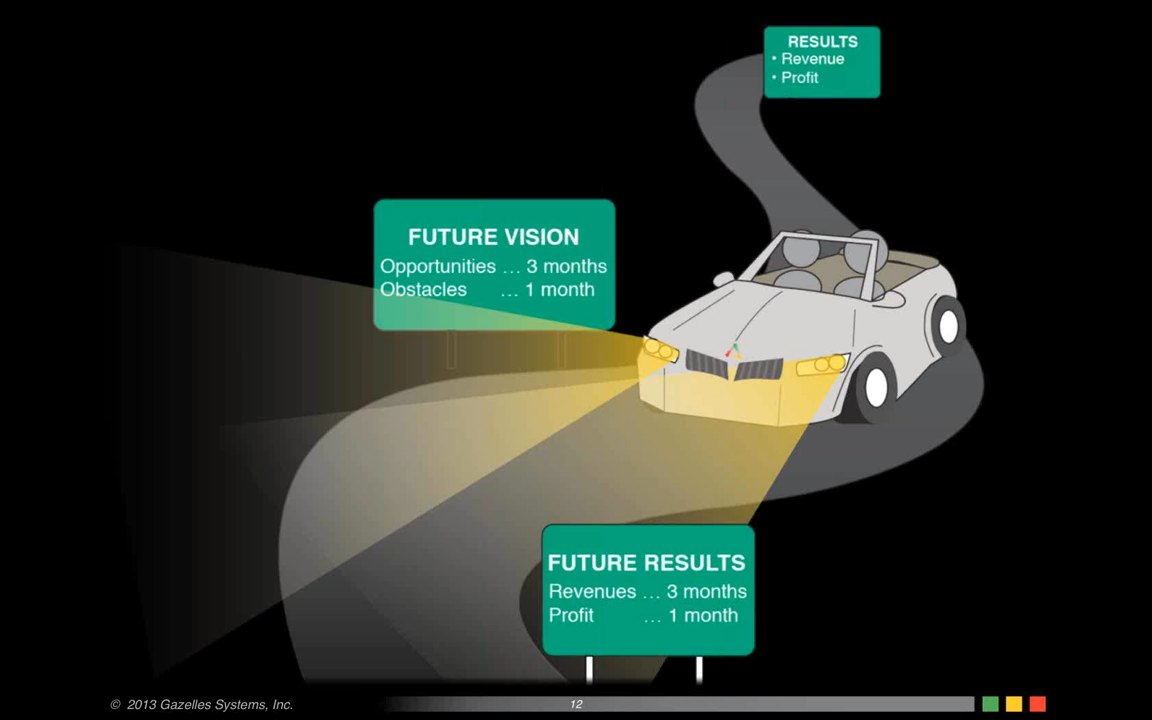 RESULTS
• Revenue
• Profit
FUTURE VISION
Opportunities ... 3 months
Obstacles ... 1 month
FUTURE RESULTS
Revenues ... 3 months
Profit ... 1 month
© 2013 Gazelles Systems, Inc.
12